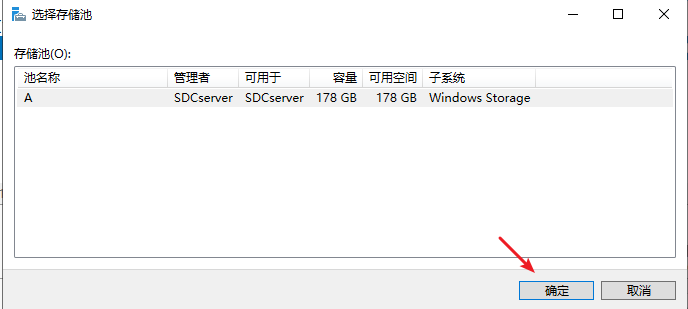 选择存储池
存储池(O):
池名称 管理者 可用于 容量 可用空间 子系统
A SDCserver SDCserver 178 GB 178 GB Windows Storage
确定 取消